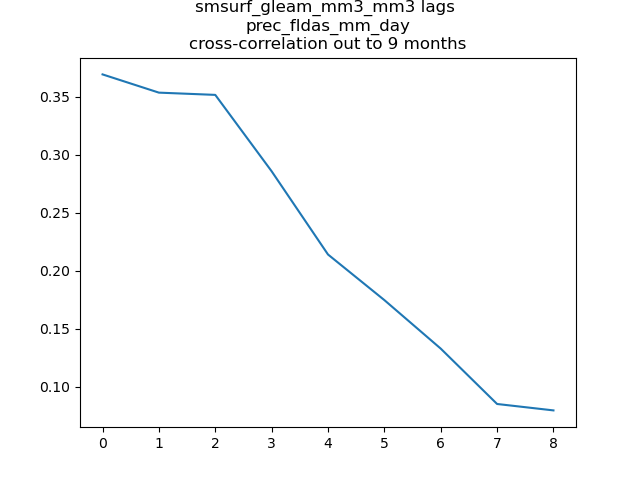 smsurf_gleam_mm3_mm3 lags
prec_fldas_mm_day
cross-correlation out to 9 months
0.35
0.30
0.25
0.20
0.15
0.10
0 1 2 3 4 5 6 7 8